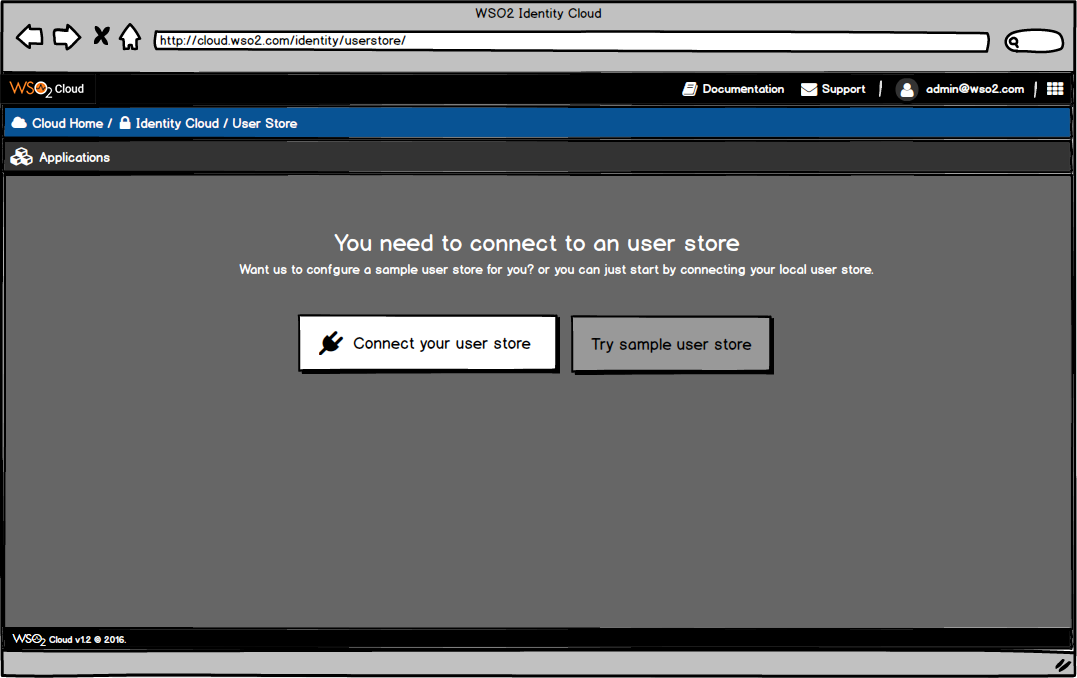 WSO2 Identity Cloud
http://cloud.wso2.com/identity/userstore/
WSO2 Cloud
Documentation Support | admin@wso2.com |
Cloud Home / Identity Cloud / User Store
Applications
You need to connect to an user store
Want us to confgure a sample user store for you? or you can just start by connecting your local user store.
Connect your user store
Try sample user store
WSO2 Cloud v1.2 © 2016.